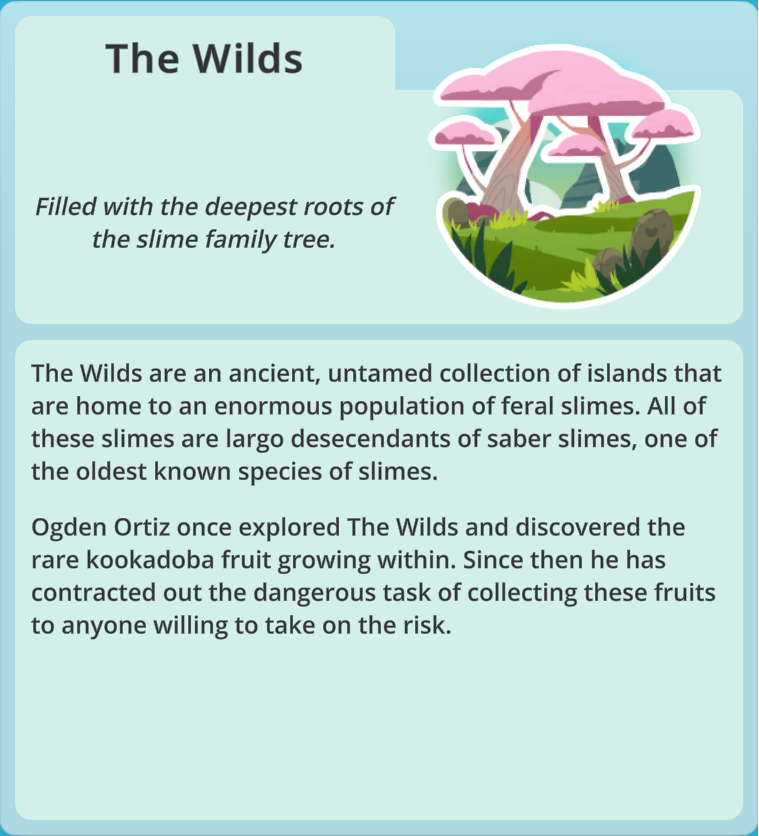 The Wilds
Filled with the deepest roots of
the slime family tree.
The Wilds are an ancient, untamed collection of islands that
are home to an enormous population of feral slimes. All of
these slimes are largo desecendants of saber slimes, one of
the oldest known species of slimes.
Ogden Ortiz once explored The Wilds and discovered the
rare kookadoba fruit growing within. Since then he has
contracted out the dangerous task of collecting these fruits
to anyone willing to take on the risk.